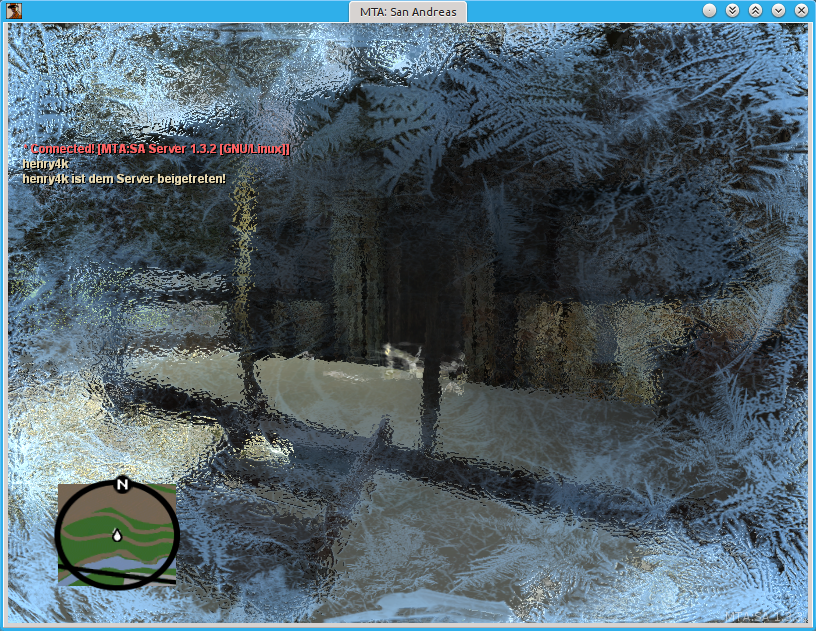 MTA: San Andreas
* Connected! [MTA:SA Server 1.3.2 [GNU/Linux]]
henry4k
henry4k ist dem Server beigetreten!
N